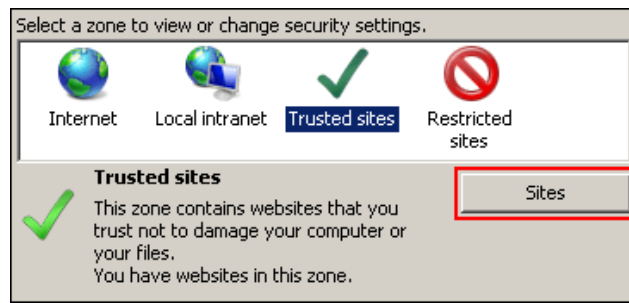 Select a zone to view or change security settings.
Internet
Local intranet
Trusted sites
Restricted
sites
Trusted sites
This zone contains websites that you
trust not to damage your computer or
your files.
You have websites in this zone.
Sites